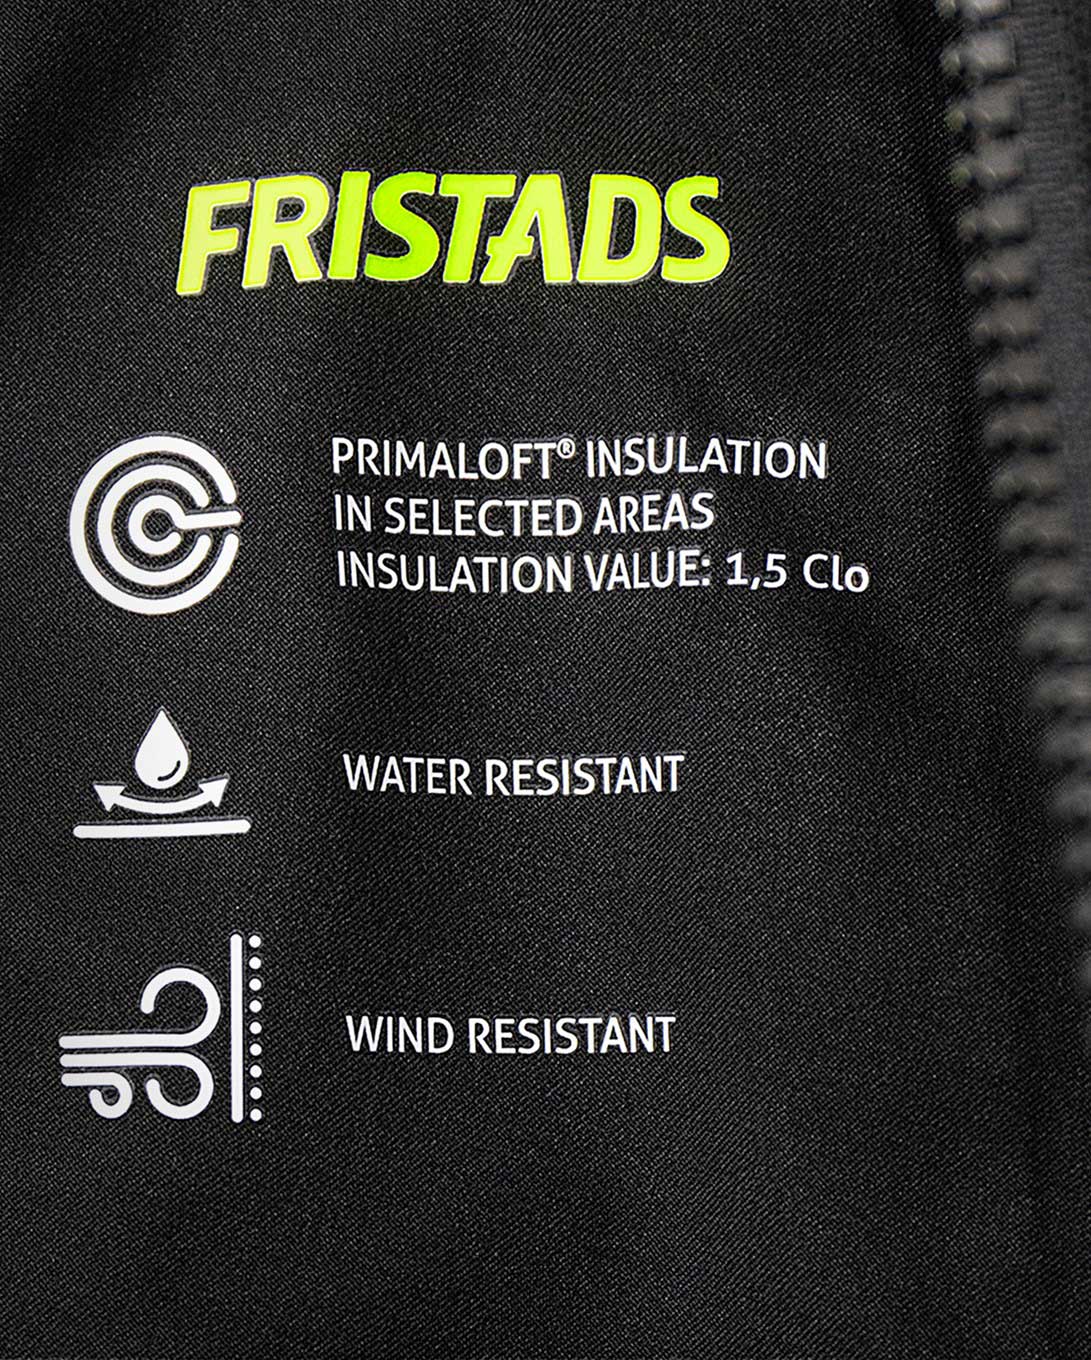 FRISTADS
PRIMALOFT® INSULATION
IN SELECTED AREAS
INSULATION VALUE: 1,5 Clo
WATER RESISTANT
WIND RESISTANT